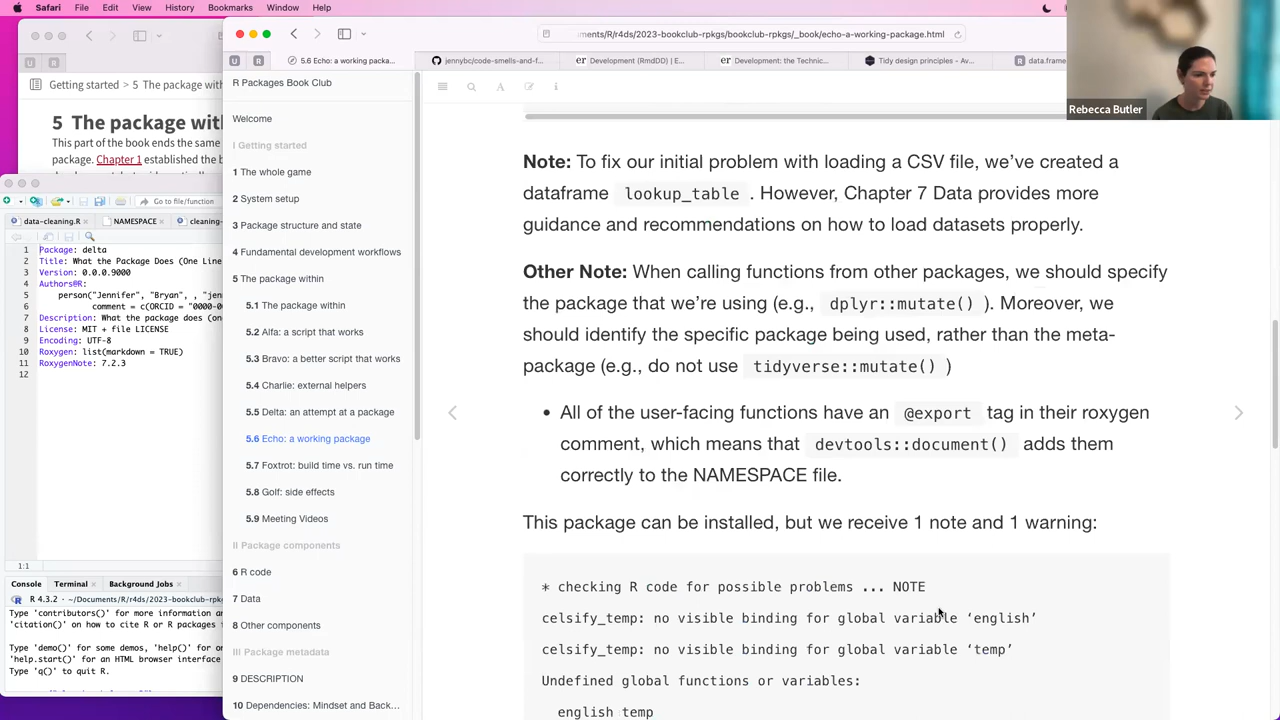 Safari File Edit View History Bookmarks Window Help
ments/R/r4ds/2023-bookclub-rpkgs/bookclub-rpkgs/_book/echo-a-working-package.html
U R 5.6 Echo: a working packa...
jennybc/code-smells-and-f...
er Development (RmdDD) | E...
er Development: the Technic...
Tidy design principles - Av...
data.frame
Rebecca Butler
Getting started > 5 The package with
5 The package wit
This part of the book ends the same
package. Chapter 1 established the b
Go to file/function
data-cleaning.R NAMESPACE cleaning-
1 Package: delta
2 Title: What the Package Does (One Line
3 Version: 0.0.0.9000
4 Authors@R:
5 person("Jennifer", "Bryan", , "jen
6 comment = c(ORCID = "0000-0
7 Description: What the package does (on
8 License: MIT + file LICENSE
9 Encoding: UTF-8
10 Roxygen: list(markdown = TRUE)
11 RoxygenNote: 7.2.3
12
1:1
Console Terminal Background Jobs
R 4.3.2 · ~/Documents/R/r4ds/2023-bookclub-rpkg
Type 'contributors()' for more information a
'citation()' on how to cite R or R packages
Type 'demo()' for some demos, 'help()' for on
'help.start()' for an HTML browser interface
Type 'q()' to quit R.
R Packages Book Club
Welcome
I Getting started
1 The whole game
2 System setup
3 Package structure and state
4 Fundamental development workflows
5 The package within
5.1 The package within
5.2 Alfa: a script that works
5.3 Bravo: a better script that works
5.4 Charlie: external helpers
5.5 Delta: an attempt at a package
5.6 Echo: a working package
5.7 Foxtrot: build time vs. run time
5.8 Golf: side effects
5.9 Meeting Videos
II Package components
6 R code
7 Data
8 Other components
III Package metadata
9 DESCRIPTION
10 Dependencies: Mindset and Back...
Note: To fix our initial problem with loading a CSV file, we've created a
dataframe lookup_table . However, Chapter 7 Data provides more
guidance and recommendations on how to load datasets properly.
Other Note: When calling functions from other packages, we should specify
the package that we're using (e.g., dplyr::mutate() ). Moreover, we
should identify the specific package being used, rather than the meta-
package (e.g., do not use tidyverse::mutate() )
• All of the user-facing functions have an @export tag in their roxygen
comment, which means that devtools::document() adds them
correctly to the NAMESPACE file.
This package can be installed, but we receive 1 note and 1 warning:
* checking R code for possible problems ... NOTE
celsify_temp: no visible binding for global variable ‘english’
celsify_temp: no visible binding for global variable ‘temp’
Undefined global functions or variables:
english temp